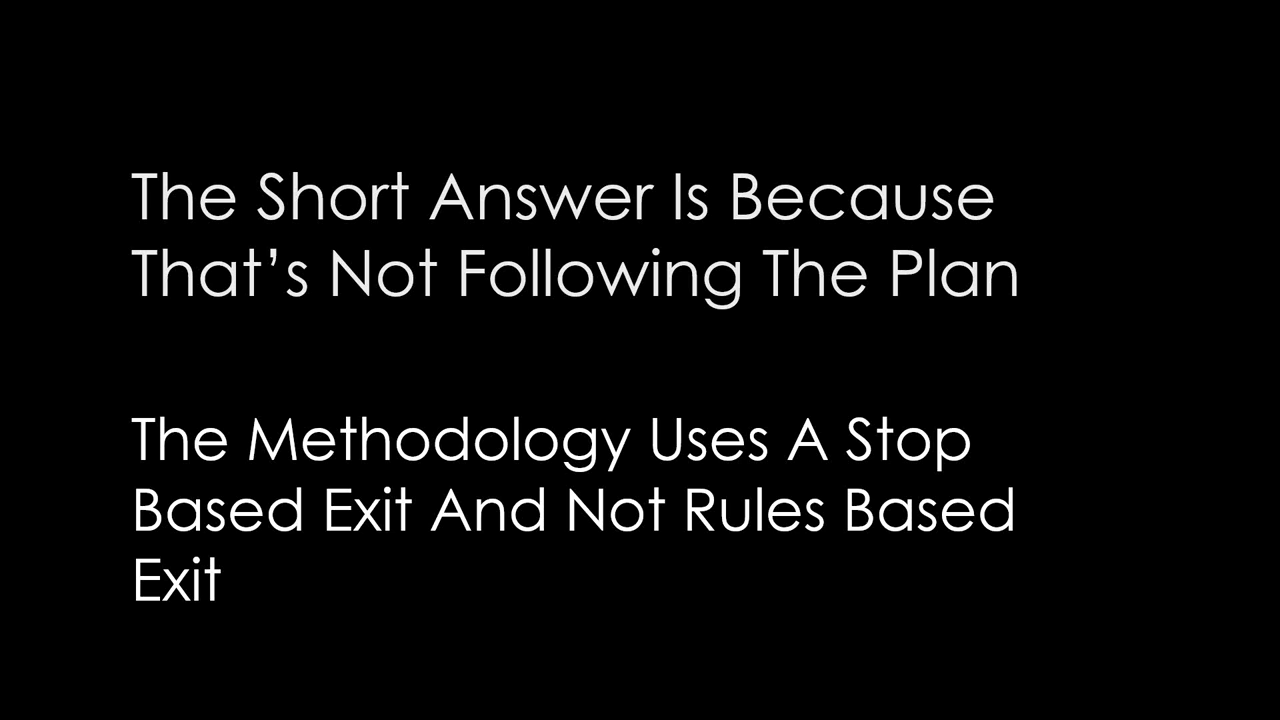 The Short Answer Is Because
That’s Not Following The Plan
The Methodology Uses A Stop
Based Exit And Not Rules Based
Exit